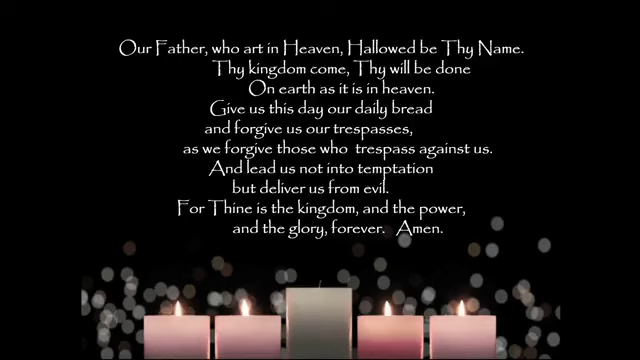 Our Father, who art in Heaven, Hallowed be Thy Name.
Thy kingdom come, Thy will be done
On earth as it is in heaven.
Give us this day our daily bread
and forgive us our trespasses,
as we forgive those who trespass against us.
And lead us not into temptation
but deliver us from evil.
For Thine is the kingdom, and the power,
and the glory, forever. Amen.